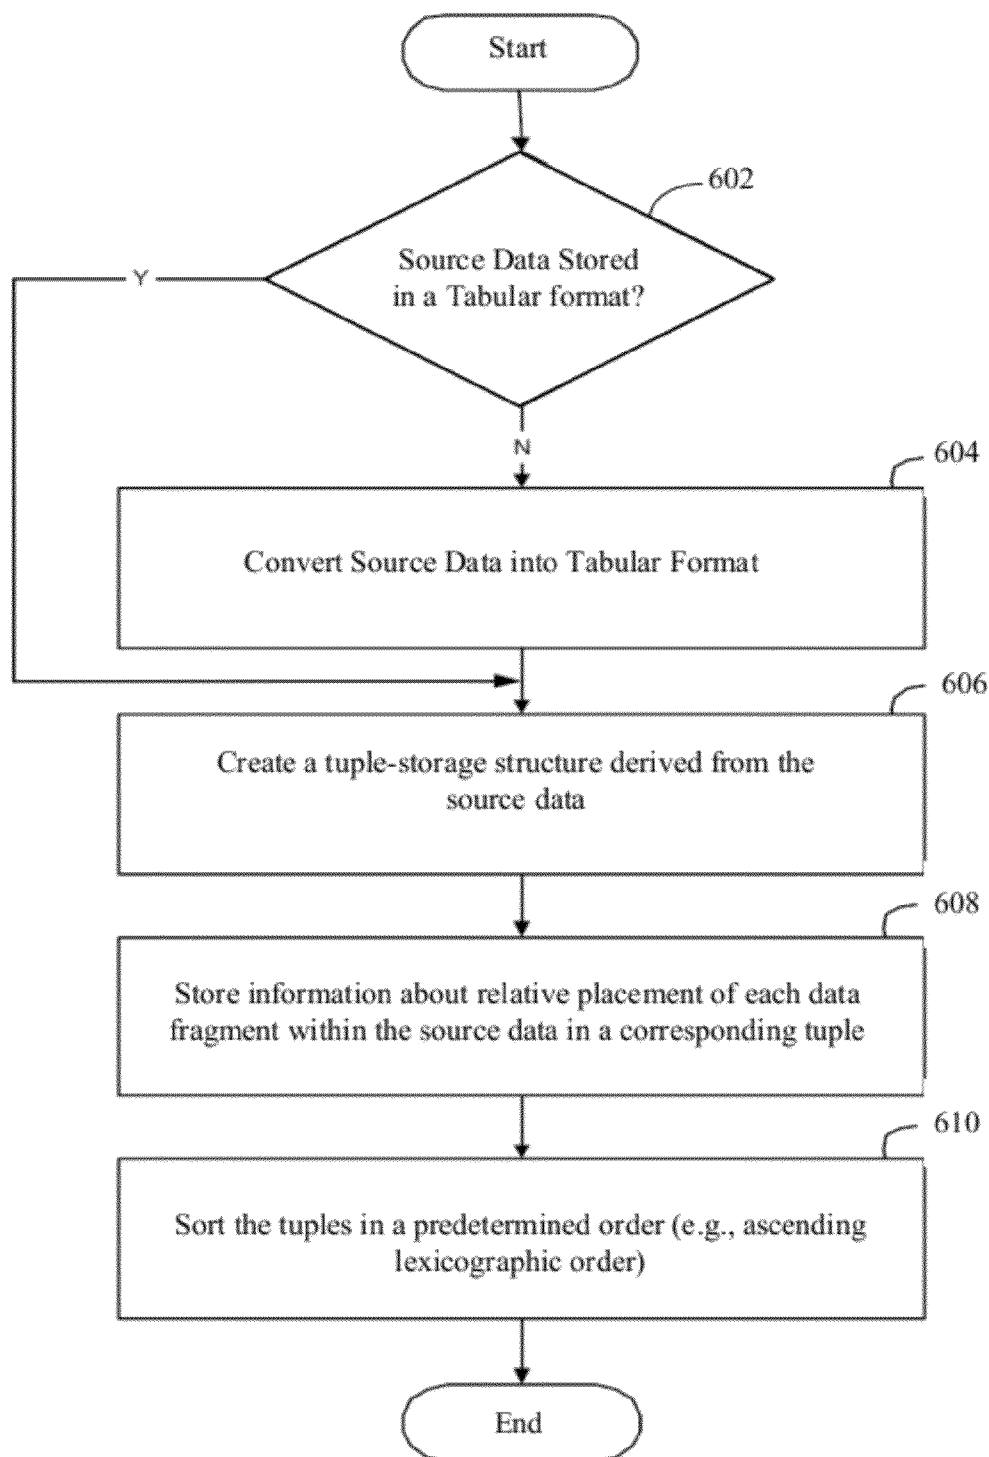 Start
602
Source Data Stored
in a Tabular format?
Y
N
604
Convert Source Data into Tabular Format
606
Create a tuple-storage structure derived from the
source data
608
Store information about relative placement of each data
fragment within the source data in a corresponding tuple
610
Sort the tuples in a predetermined order (e.g., ascending
lexicographic order)
End